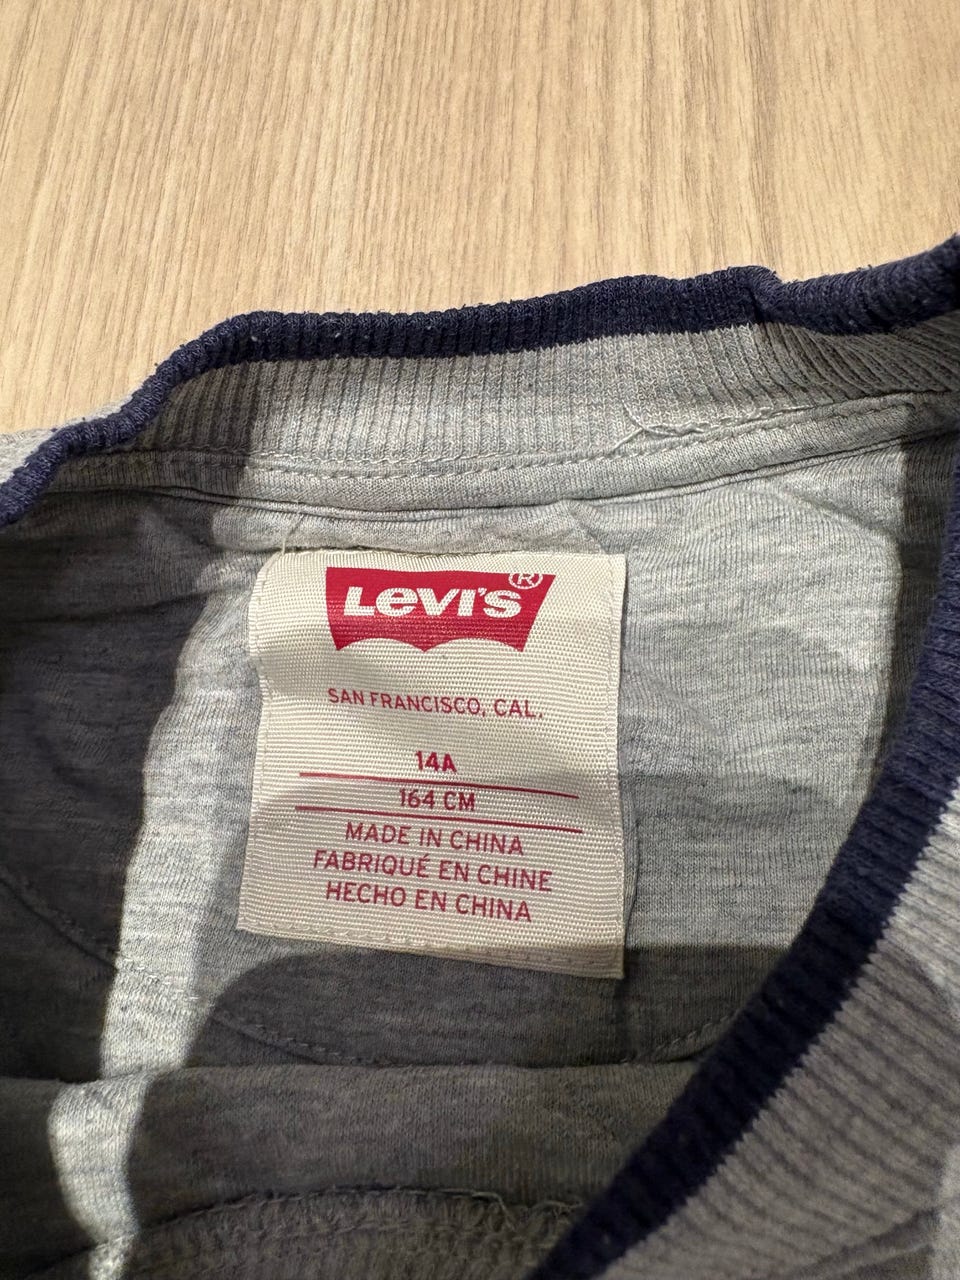 Levi's®
SAN FRANCISCO, CAL.
14A
164 CM
MADE IN CHINA
FABRIQUÉ EN CHINE
HECHO EN CHINA